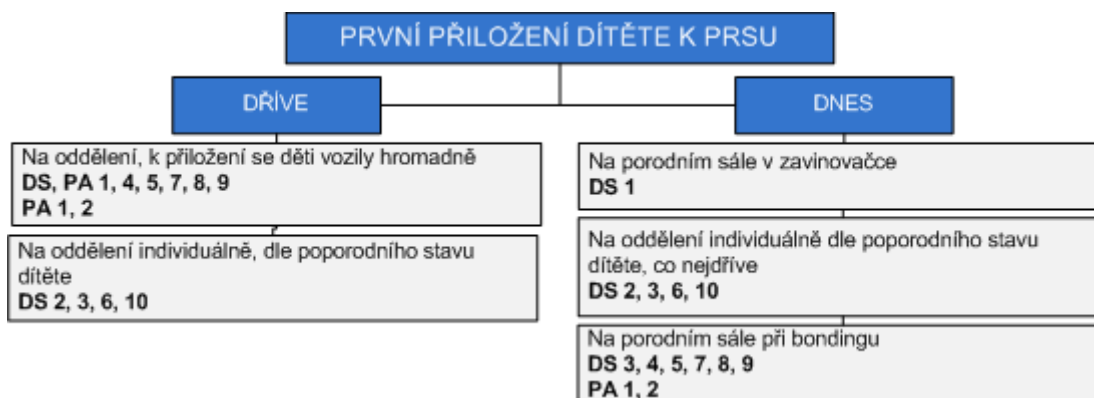 PRVNÍ PŘILOŽENÍ DÍTĚTE K PRSU
DŘÍVE
Na oddělení, k přiložení se děti vozily hromadně
DS, PA 1, 4, 5, 7, 8, 9
PA 1, 2
Na oddělení individuálně, dle poporodního stavu
dítěte
DS 2, 3, 6, 10
DNES
Na porodním sále v zavinovačce
DS 1
Na oddělení individuálně dle poporodního stavu
dítěte, co nejdříve
DS 2, 3, 6, 10
Na porodním sále při bondingu
DS 3, 4, 5, 7, 8, 9
PA 1, 2